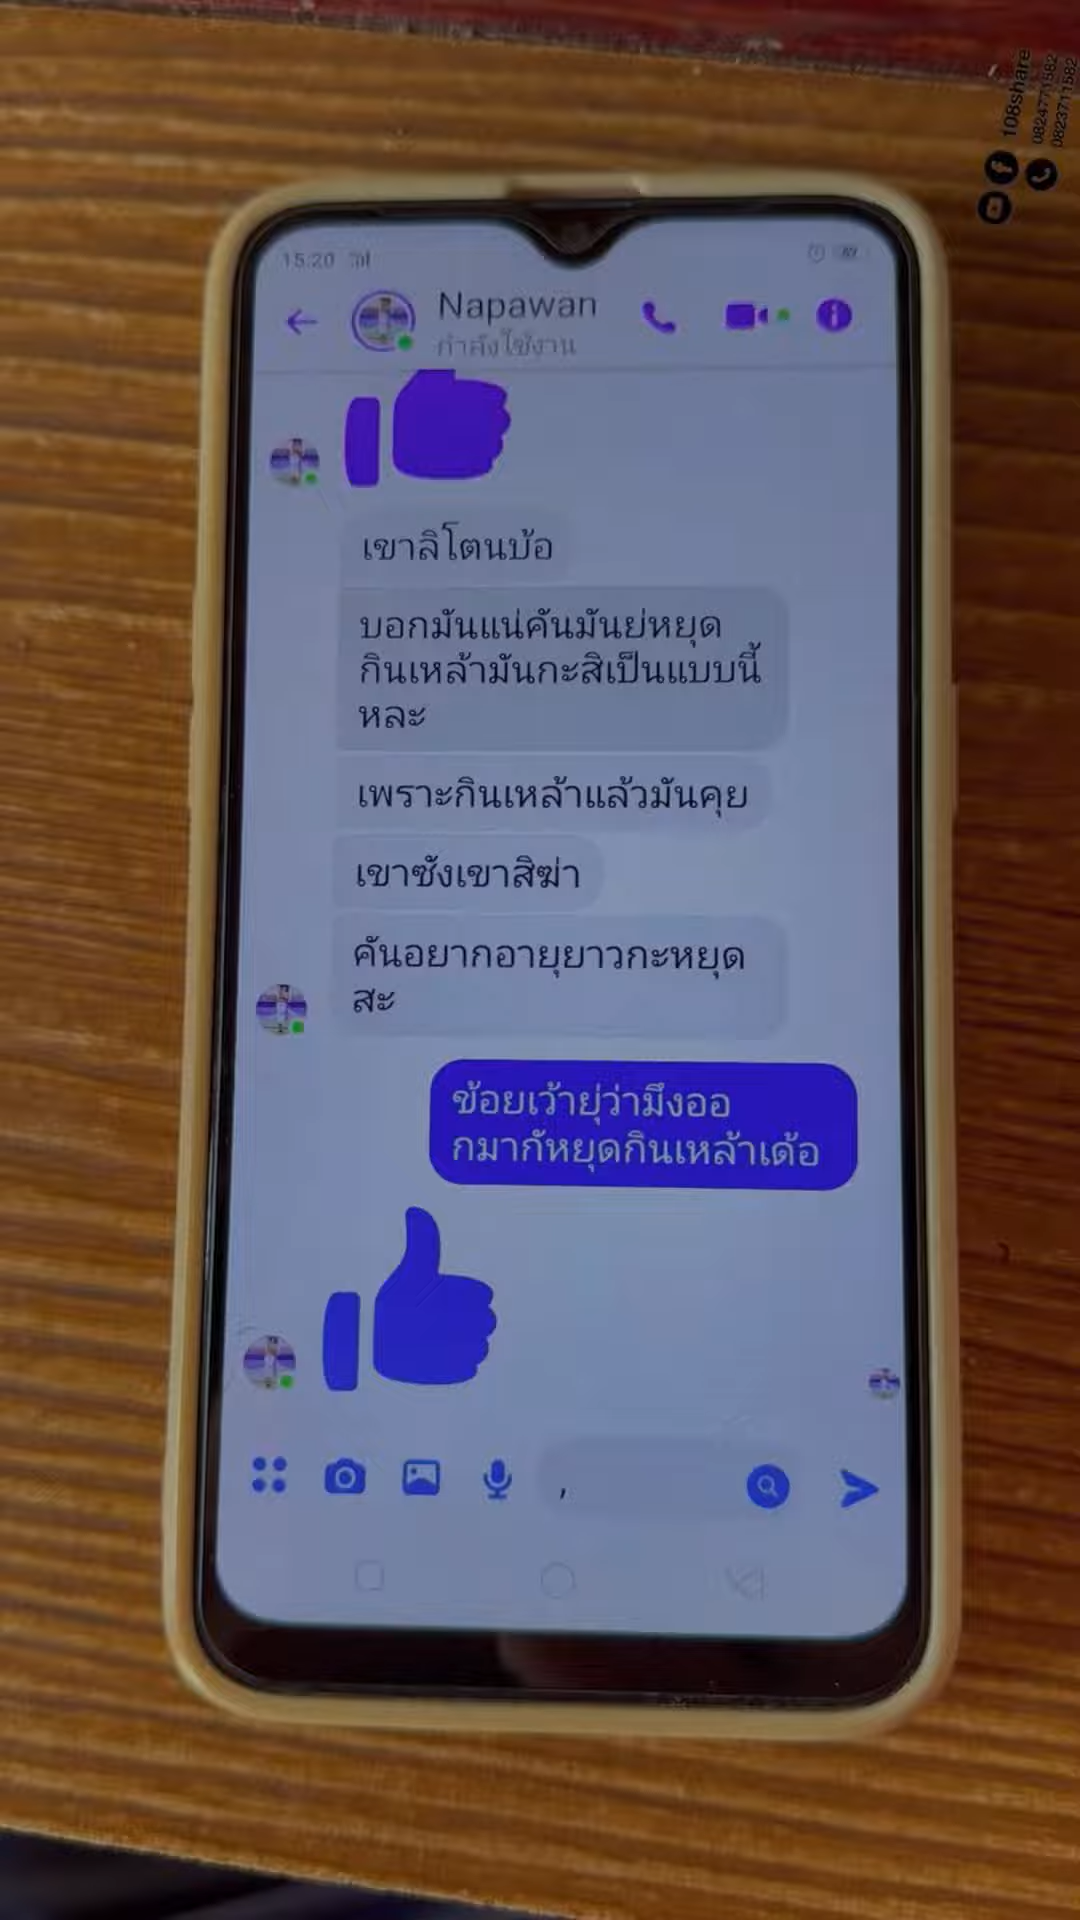 108share
0824771582
0823711582
15:20
Napawan
กำลังใช้งาน
เขาลิโตนบ้อ
บอกมันแน่คันมันย่หยุด
กินเหล้ามันกะสิเป็นแบบนี้
หละ
เพราะกินเหล้าแล้วมันคุย
เขาซังเขาสิฆ่า
คันอยากอายุยาวกะหยุด
สะ
ข้อยเว้ายุ่ว่ามึงออ
กมากัหยุดกินเหล้าเด้อ
,